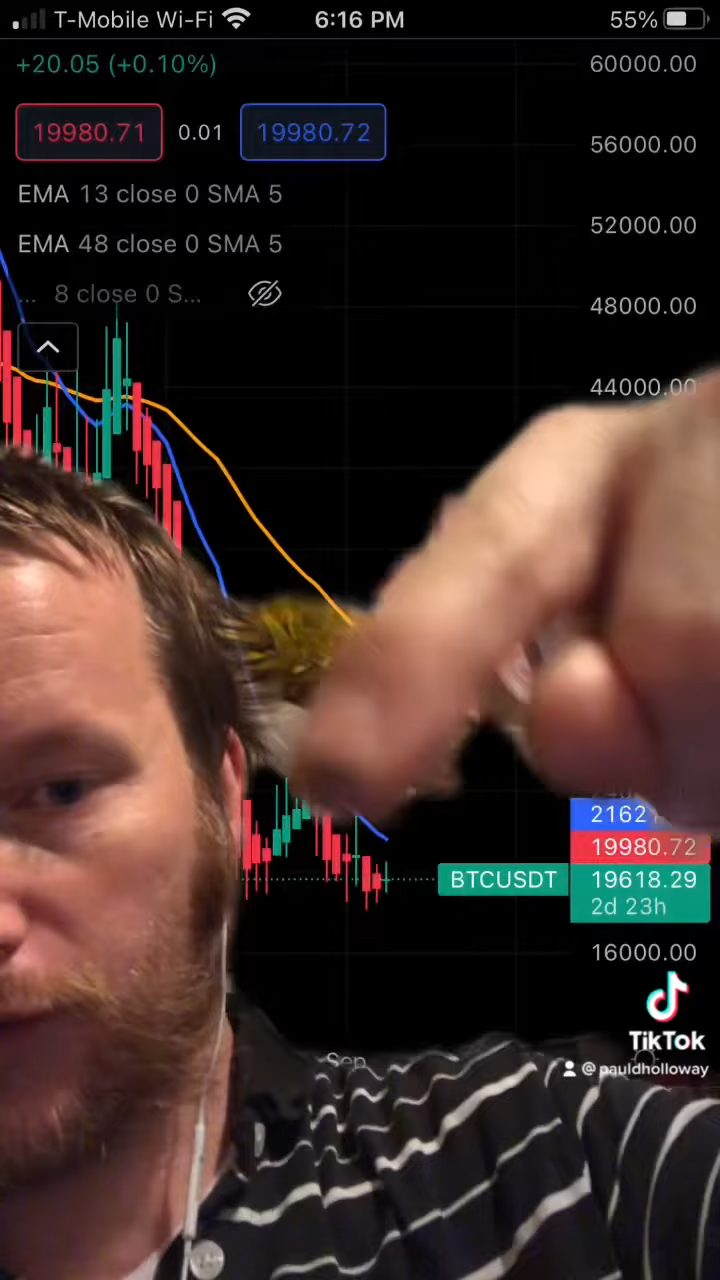 T-Mobile Wi-Fi 6:16 PM 55%
+20.05 (+0.10%) 60000.00
19980.71 0.01 19980.72
56000.00
EMA 13 close 0 SMA 5
52000.00
EMA 48 close 0 SMA 5
... 8 close 0 S...
48000.00
44000.00
2162
19980.72
BTCUSDT 19618.29
2d 23h
16000.00
TikTok
Sep
@pauldholloway